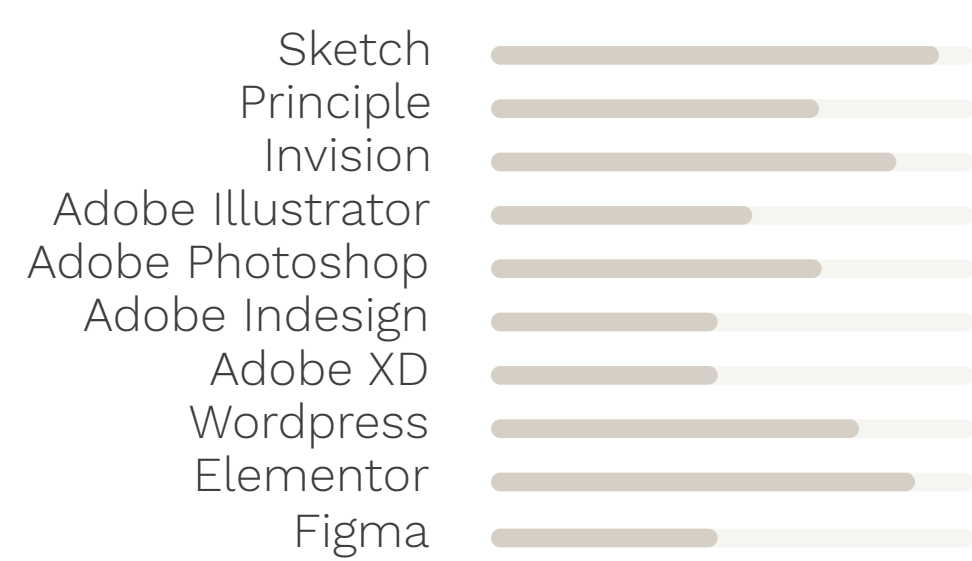 Sketch
Principle
Invision
Adobe Illustrator
Adobe Photoshop
Adobe Indesign
Adobe XD
Wordpress
Elementor
Figma